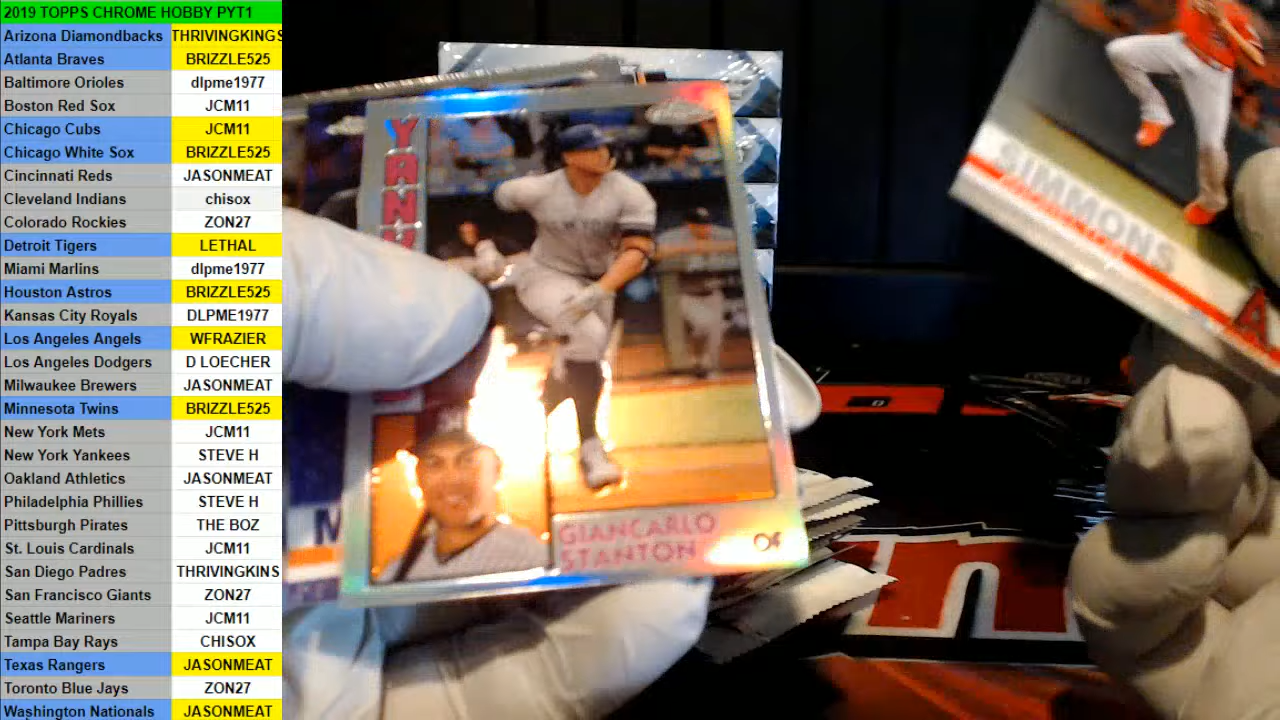 2019 TOPPS CHROME HOBBY PYT1
Arizona Diamondbacks THRIVINGKINGS
Atlanta Braves BRIZZLE525
Baltimore Orioles dlpme1977
Boston Red Sox JCM11
Chicago Cubs JCM11
Chicago White Sox BRIZZLE525
Cincinnati Reds JASONMEAT
Cleveland Indians chisox
Colorado Rockies ZON27
Detroit Tigers LETHAL
Miami Marlins dlpme1977
Houston Astros BRIZZLE525
Kansas City Royals DLPME1977
Los Angeles Angels WFRAZIER
Los Angeles Dodgers D LOECHER
Milwaukee Brewers JASONMEAT
Minnesota Twins BRIZZLE525
New York Mets JCM11
New York Yankees STEVE H
Oakland Athletics JASONMEAT
Philadelphia Phillies STEVE H
Pittsburgh Pirates THE BOZ
St. Louis Cardinals JCM11
San Diego Padres THRIVINGKINS
San Francisco Giants ZON27
Seattle Mariners JCM11
Tampa Bay Rays CHISOX
Texas Rangers JASONMEAT
Toronto Blue Jays ZON27
Washington Nationals JASONMEAT
YAN
GIANCARLO
STANTON OF
SIMMONS
A
M